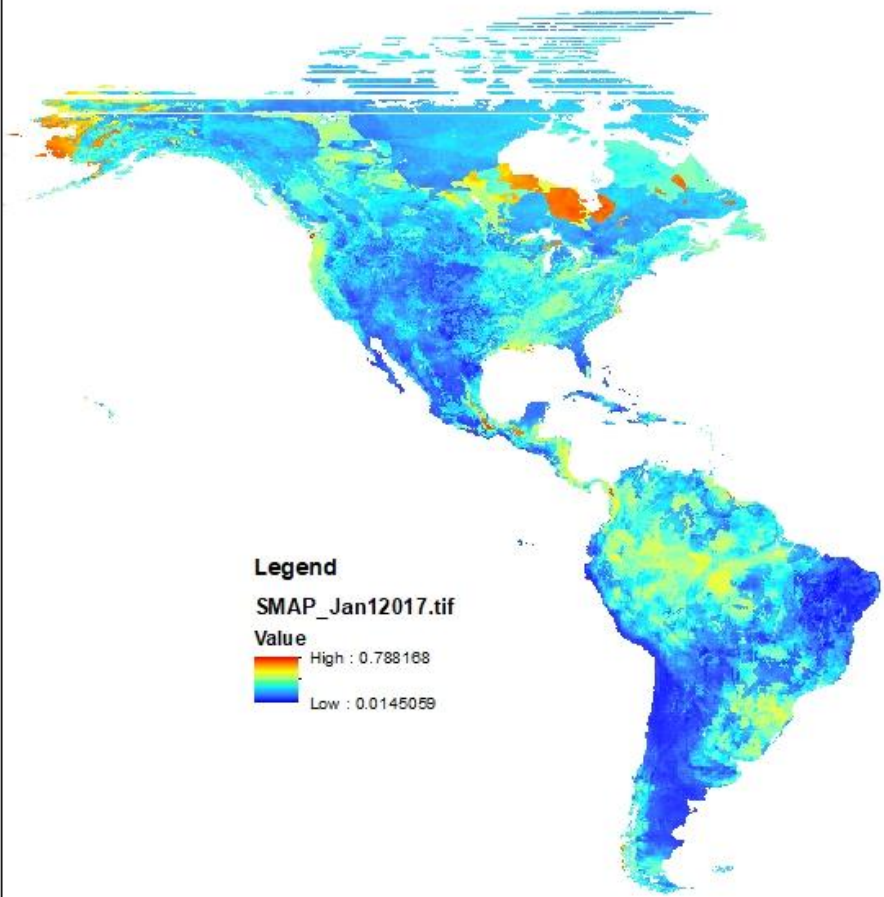 Legend
SMAP_Jan12017.tif
Value
High : 0.788168
Low : 0.0145059